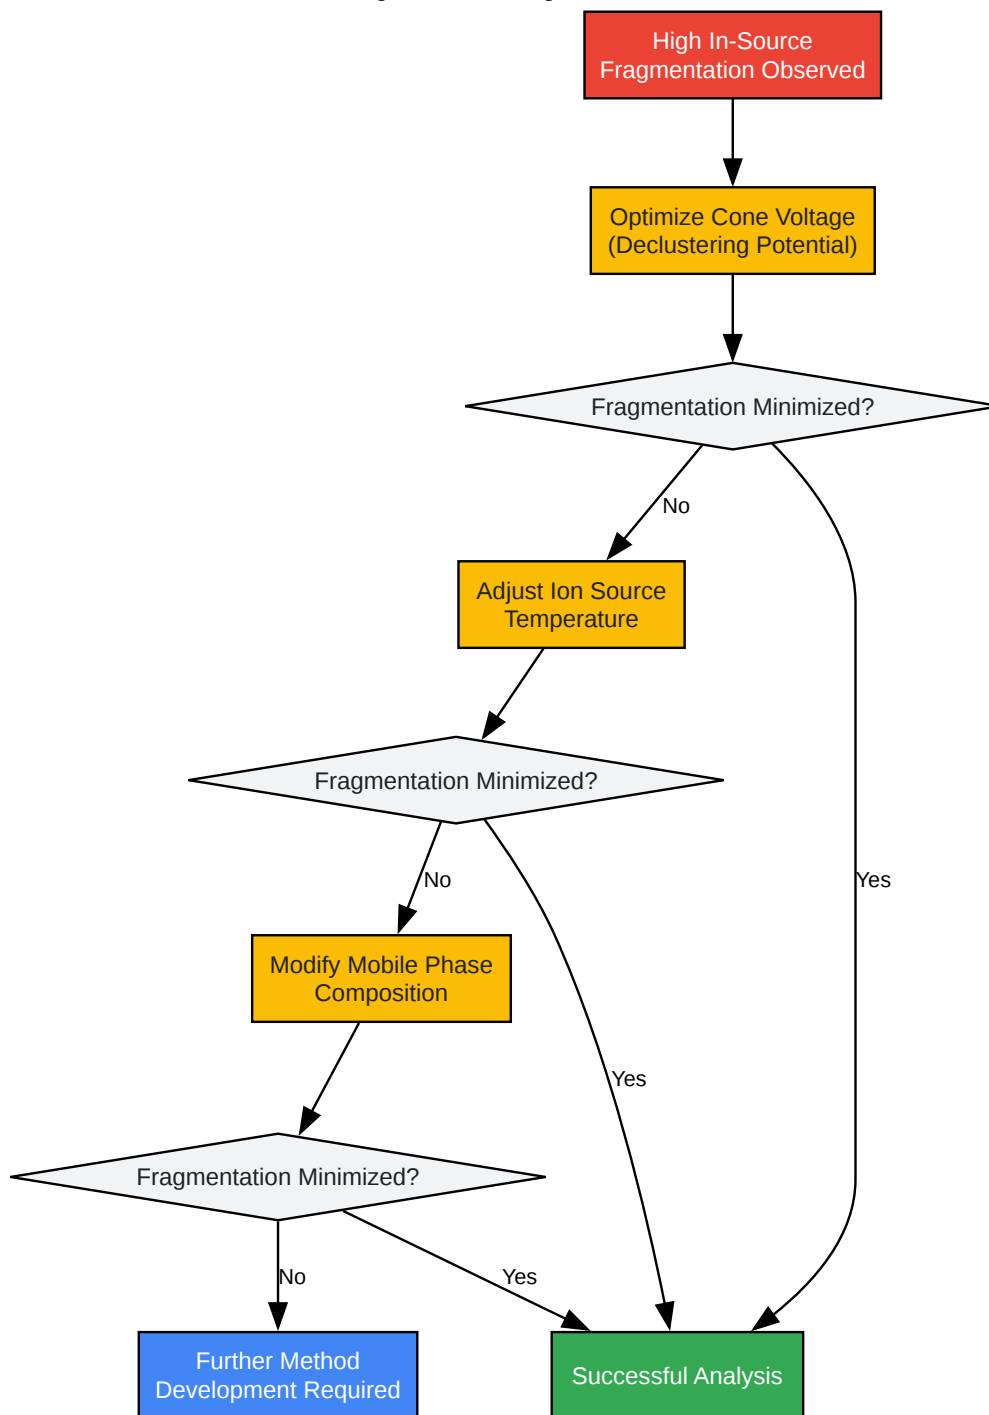 High In-Source
Fragmentation Observed
Optimize Cone Voltage
(Declustering Potential)
Fragmentation Minimized?
No
Adjust Ion Source
Temperature
Fragmentation Minimized?
No
Yes
Modify Mobile Phase
Composition
Yes
Fragmentation Minimized?
No
Yes
Further Method
Development Required
Successful Analysis